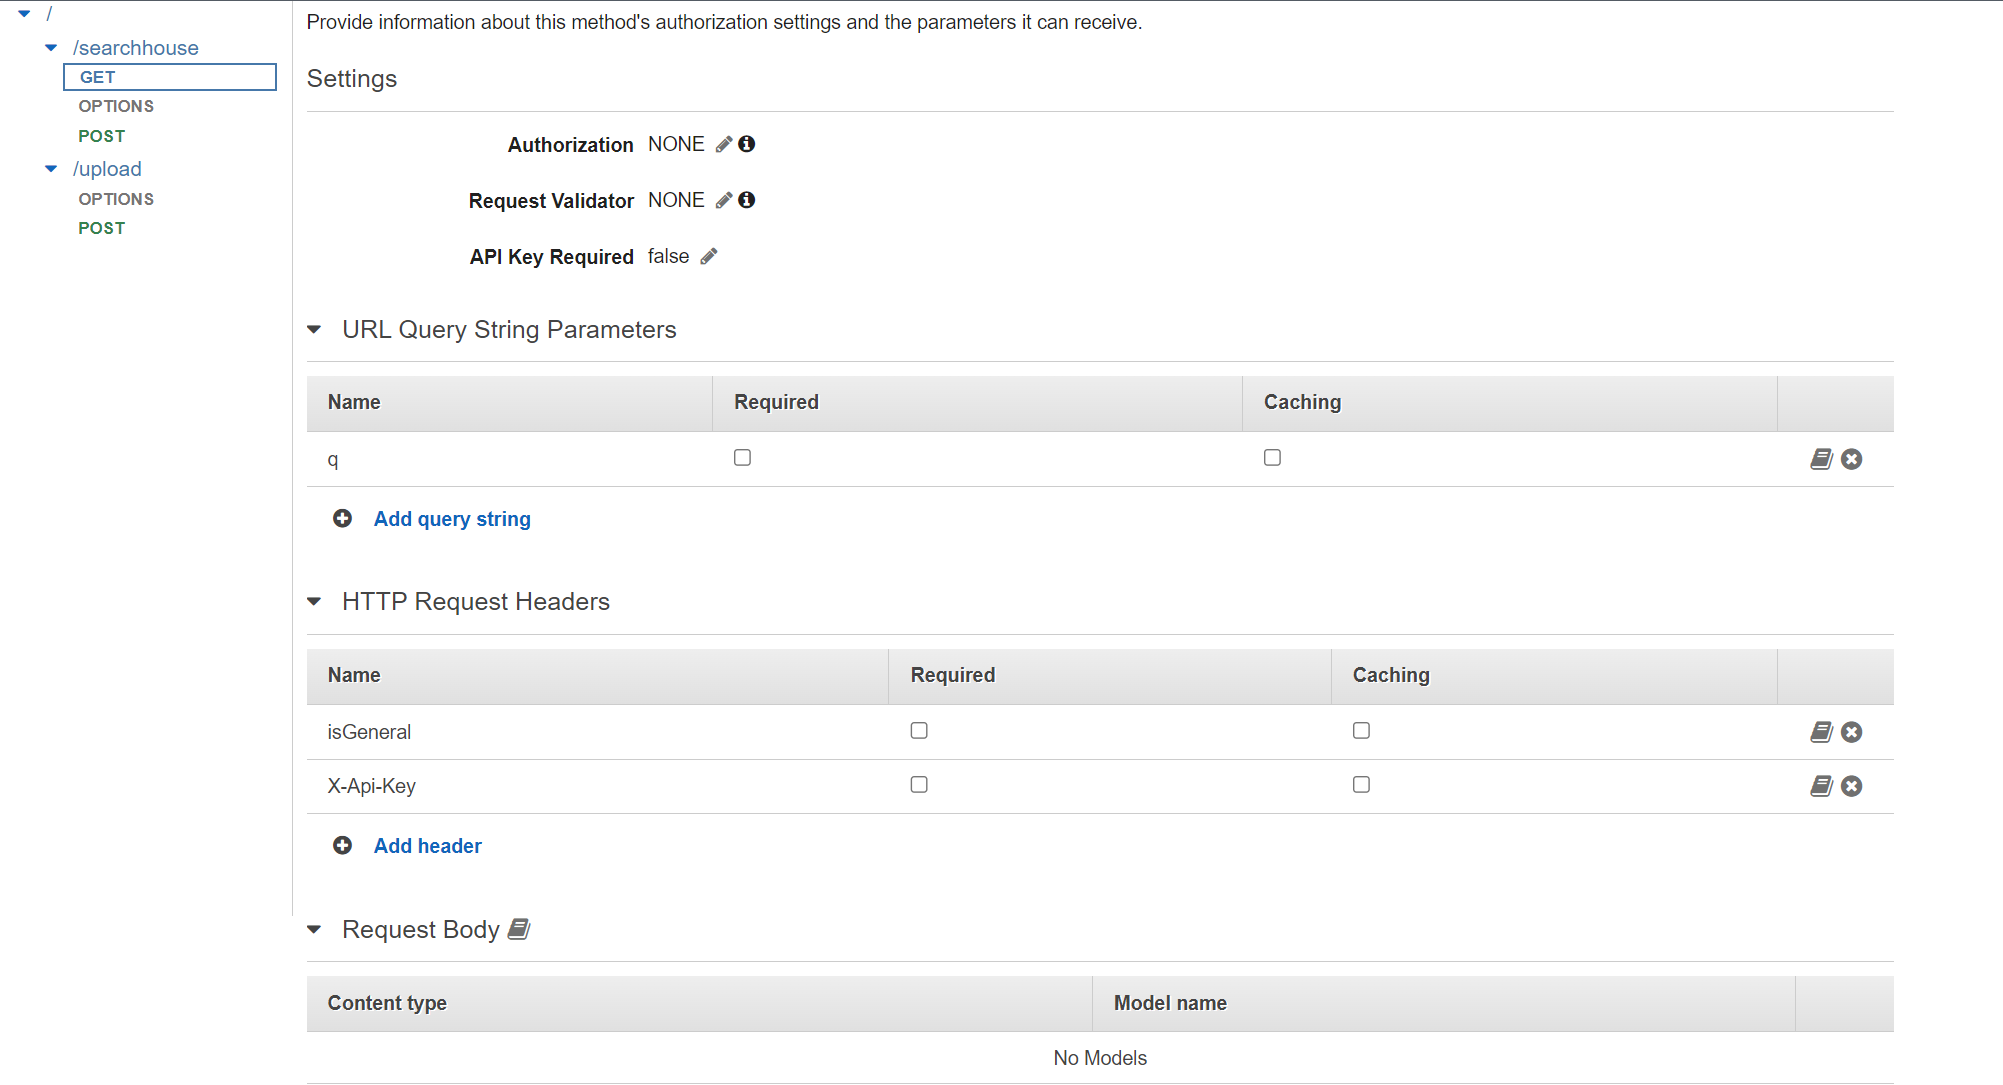 /
/searchhouse
GET
OPTIONS
POST
/upload
OPTIONS
POST
Provide information about this method's authorization settings and the parameters it can receive.
Settings
Authorization NONE
Request Validator NONE
API Key Required false
URL Query String Parameters
Name Required Caching
q
Add query string
HTTP Request Headers
Name Required Caching
isGeneral
X-Api-Key
Add header
Request Body
Content type Model name
No Models